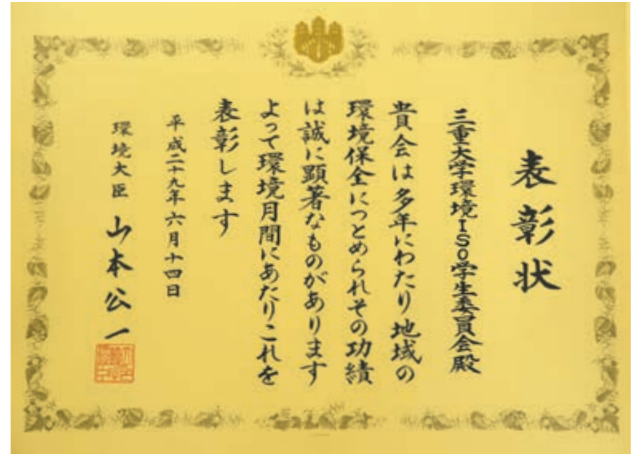 表彰状
三重大学環境ISO学生委員会殿
貴会は多年にわたり地域の
環境保全につとめられその功績
は誠に顕著なものがあります
よって環境月間にあたりこれを
表彰します
平成二十九年六月十四日
環境大臣 山本公一